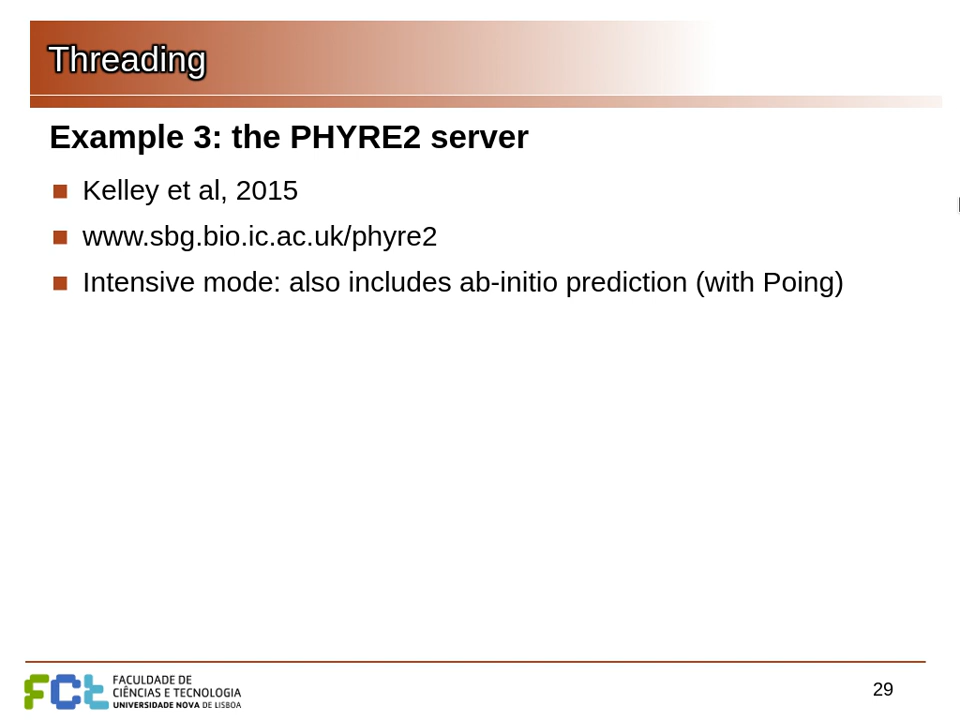 Threading
Example 3: the PHYRE2 server
Kelley et al, 2015
www.sbg.bio.ic.ac.uk/phyre2
Intensive mode: also includes ab-initio prediction (with Poing)
FCt
FACULDADE DE
CIÊNCIAS E TECNOLOGIA
UNIVERSIDADE NOVA DE LISBOA
29